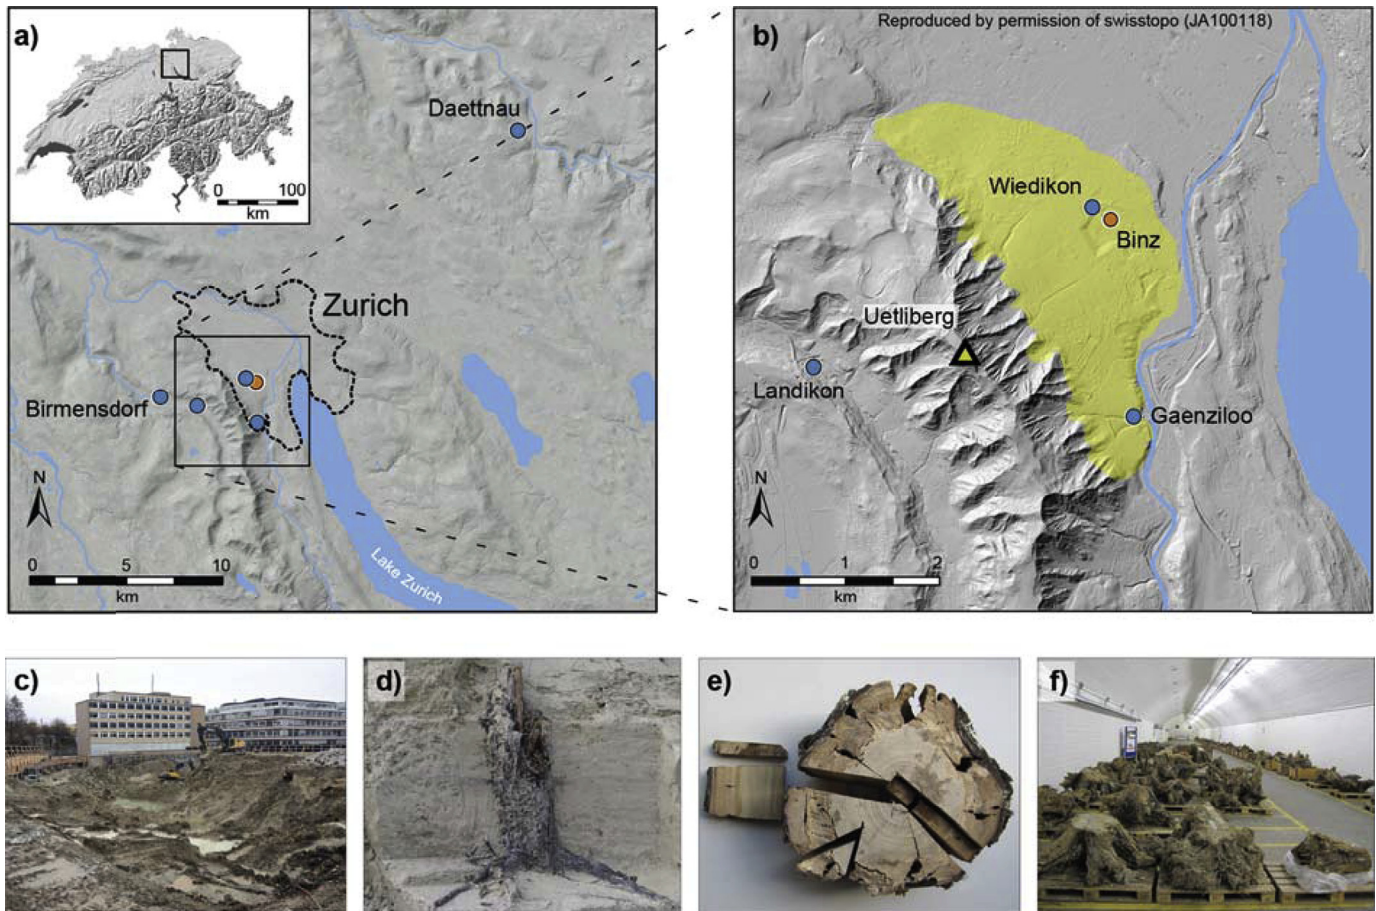 a)
0 100
km
Daettnau
Zurich
Birmensdorf
N
0 5 10
km
Lake Zurich
b)
Reproduced by permission of swisstopo (JA100118)
Wiedikon
Binz
Uetliberg
Landikon
Gaenziloo
N
0 1 2
km
c)
d)
e)
f)